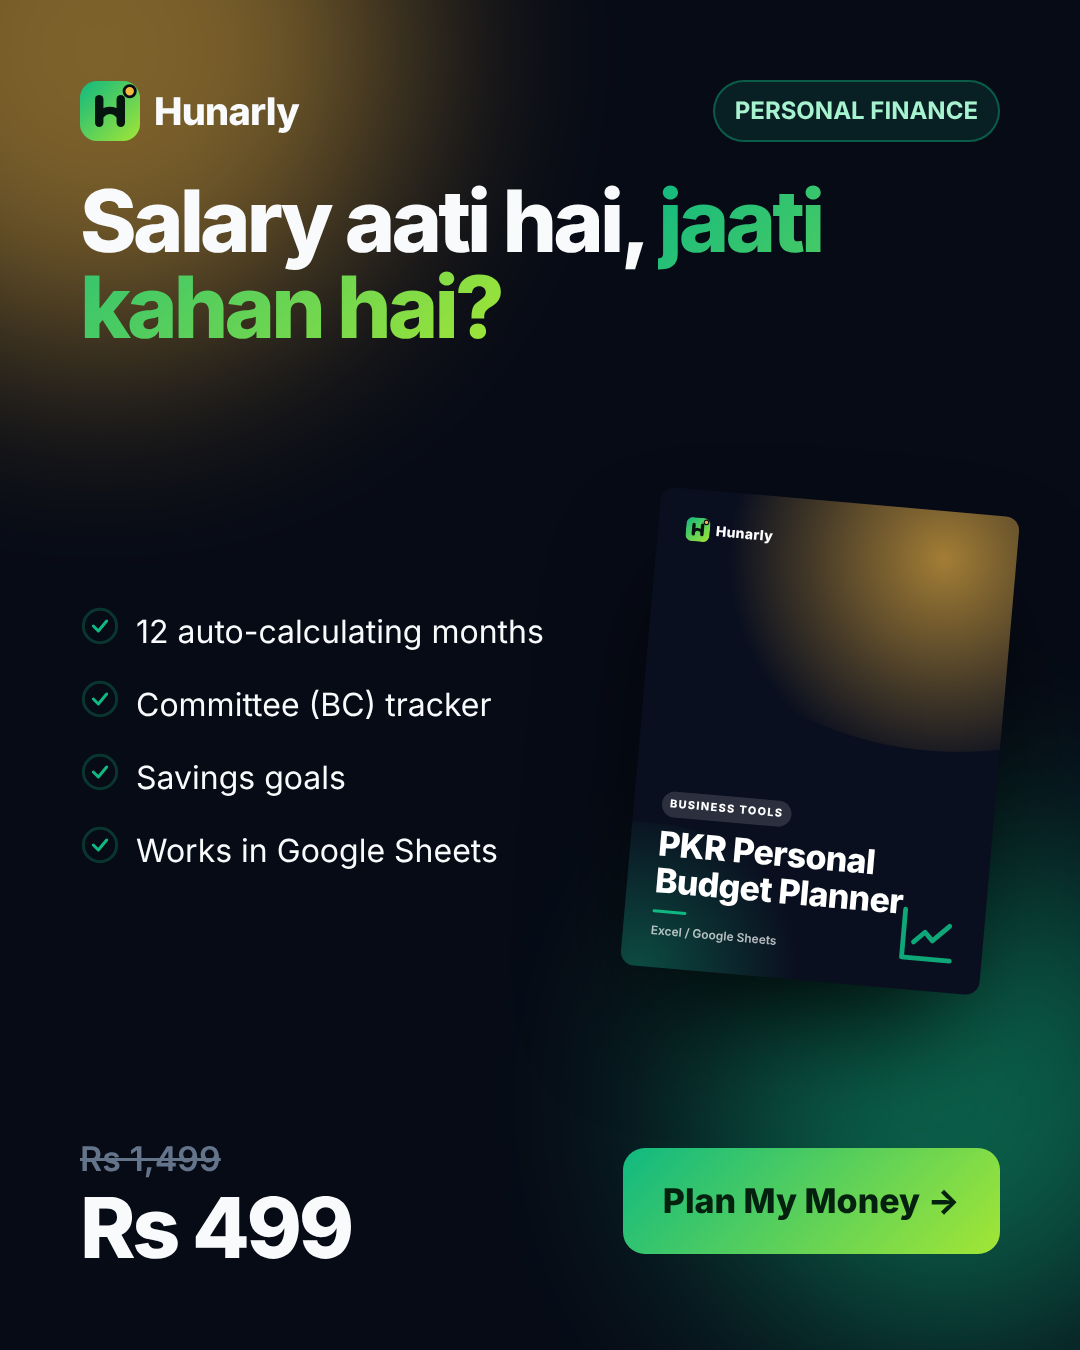 Hunarly
PERSONAL FINANCE
Salary aati hai, jaati
kahan hai?
12 auto-calculating months
Committee (BC) tracker
Savings goals
Works in Google Sheets
Hunarly
BUSINESS TOOLS
PKR Personal
Budget Planner
Excel / Google Sheets
Rs 1,499
Rs 499
Plan My Money →